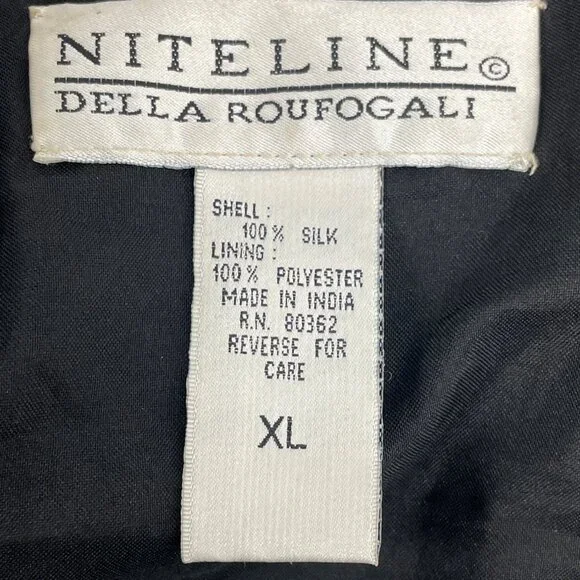 NITELINE©
DELLA ROUFOGALI
SHELL :
100% SILK
LINING :
100% POLYESTER
MADE IN INDIA
R.N. 80362
REVERSE FOR
CARE
XL